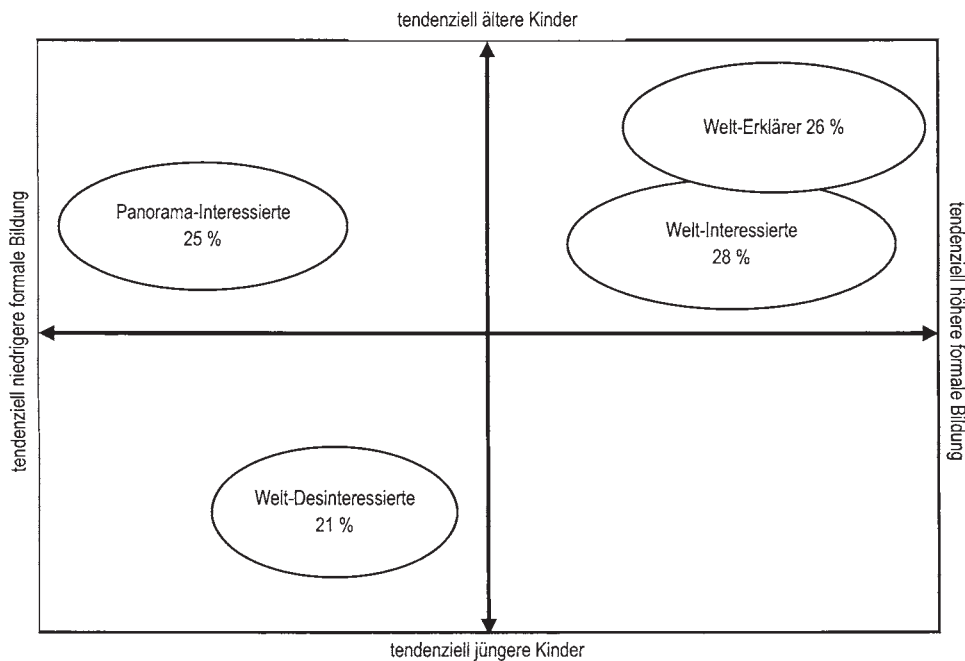 tendenziell ältere Kinder
Welt-Erklärer 26 %
Panorama-Interessierte
25 %
Welt-Interessierte
28 %
tendenziell niedrigere formale Bildung
tendenziell höhere formale Bildung
Welt-Desinteressierte
21 %
tendenziell jüngere Kinder